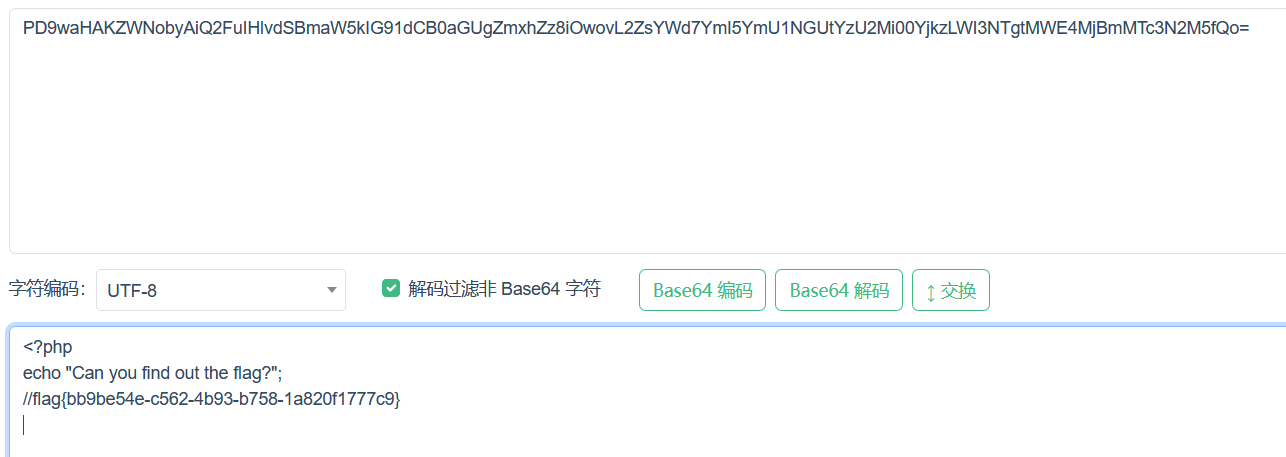 PD9waHAKZWNobyAiQ2FuIHlvdSBmaW5kIG91dCB0aGUgZmxhZz8iOwovL2ZsYWd7YmI5YmU1NGUtYzU2Mi00YjkzLWI3NTgtMWE4MjBmMTc3N2M5fQo=
字符编码： UTF-8 解码过滤非 Base64 字符 Base64 编码 Base64 解码 ↕ 交换
<?php
echo "Can you find out the flag?";
//flag{bb9be54e-c562-4b93-b758-1a820f1777c9}